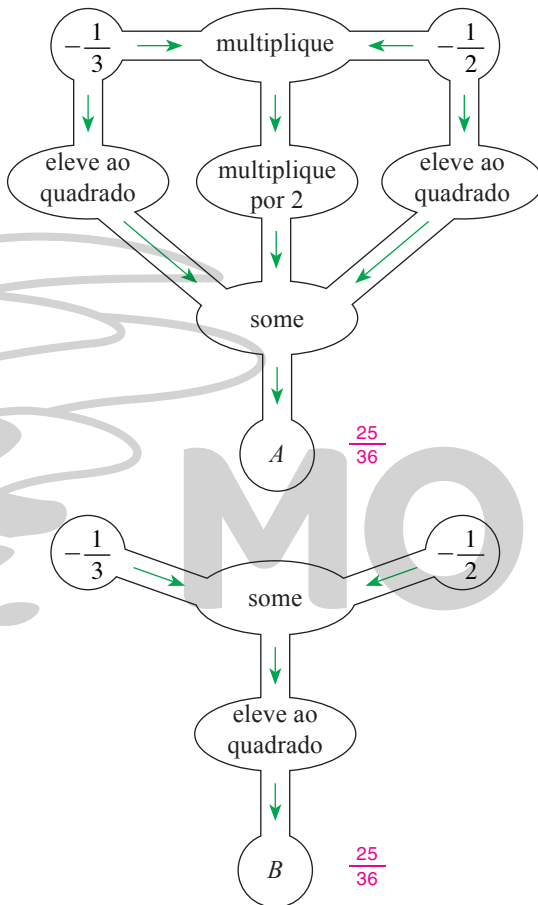 -1/3 multiplique -1/2
eleve ao
quadrado
multiplique
por 2
eleve ao
quadrado
some
A 25/36
MO
-1/3 -1/2
some
eleve ao
quadrado
B 25/36